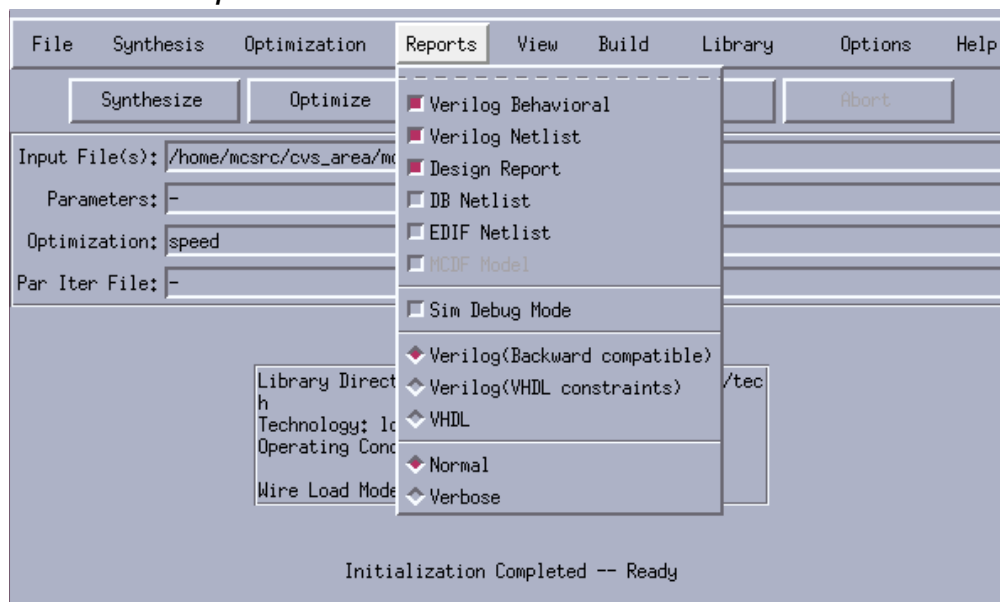 File Synthesis Optimization Reports View Build Library Options Help
Synthesize Optimize Abort
Verilog Behavioral
Verilog Netlist
Input File(s): /home/mcsrc/cvs_area/mc
Design Report
Parameters: -
DB Netlist
Optimization: speed
EDIF Netlist
MCDF Model
Par Iter File: -
Sim Debug Mode
Verilog(Backward compatible)
Library Direct /tec
h
Verilog(VHDL constraints)
Technology: lc
VHDL
Operating Conc
Normal
Wire Load Mode
Verbose
Initialization Completed -- Ready